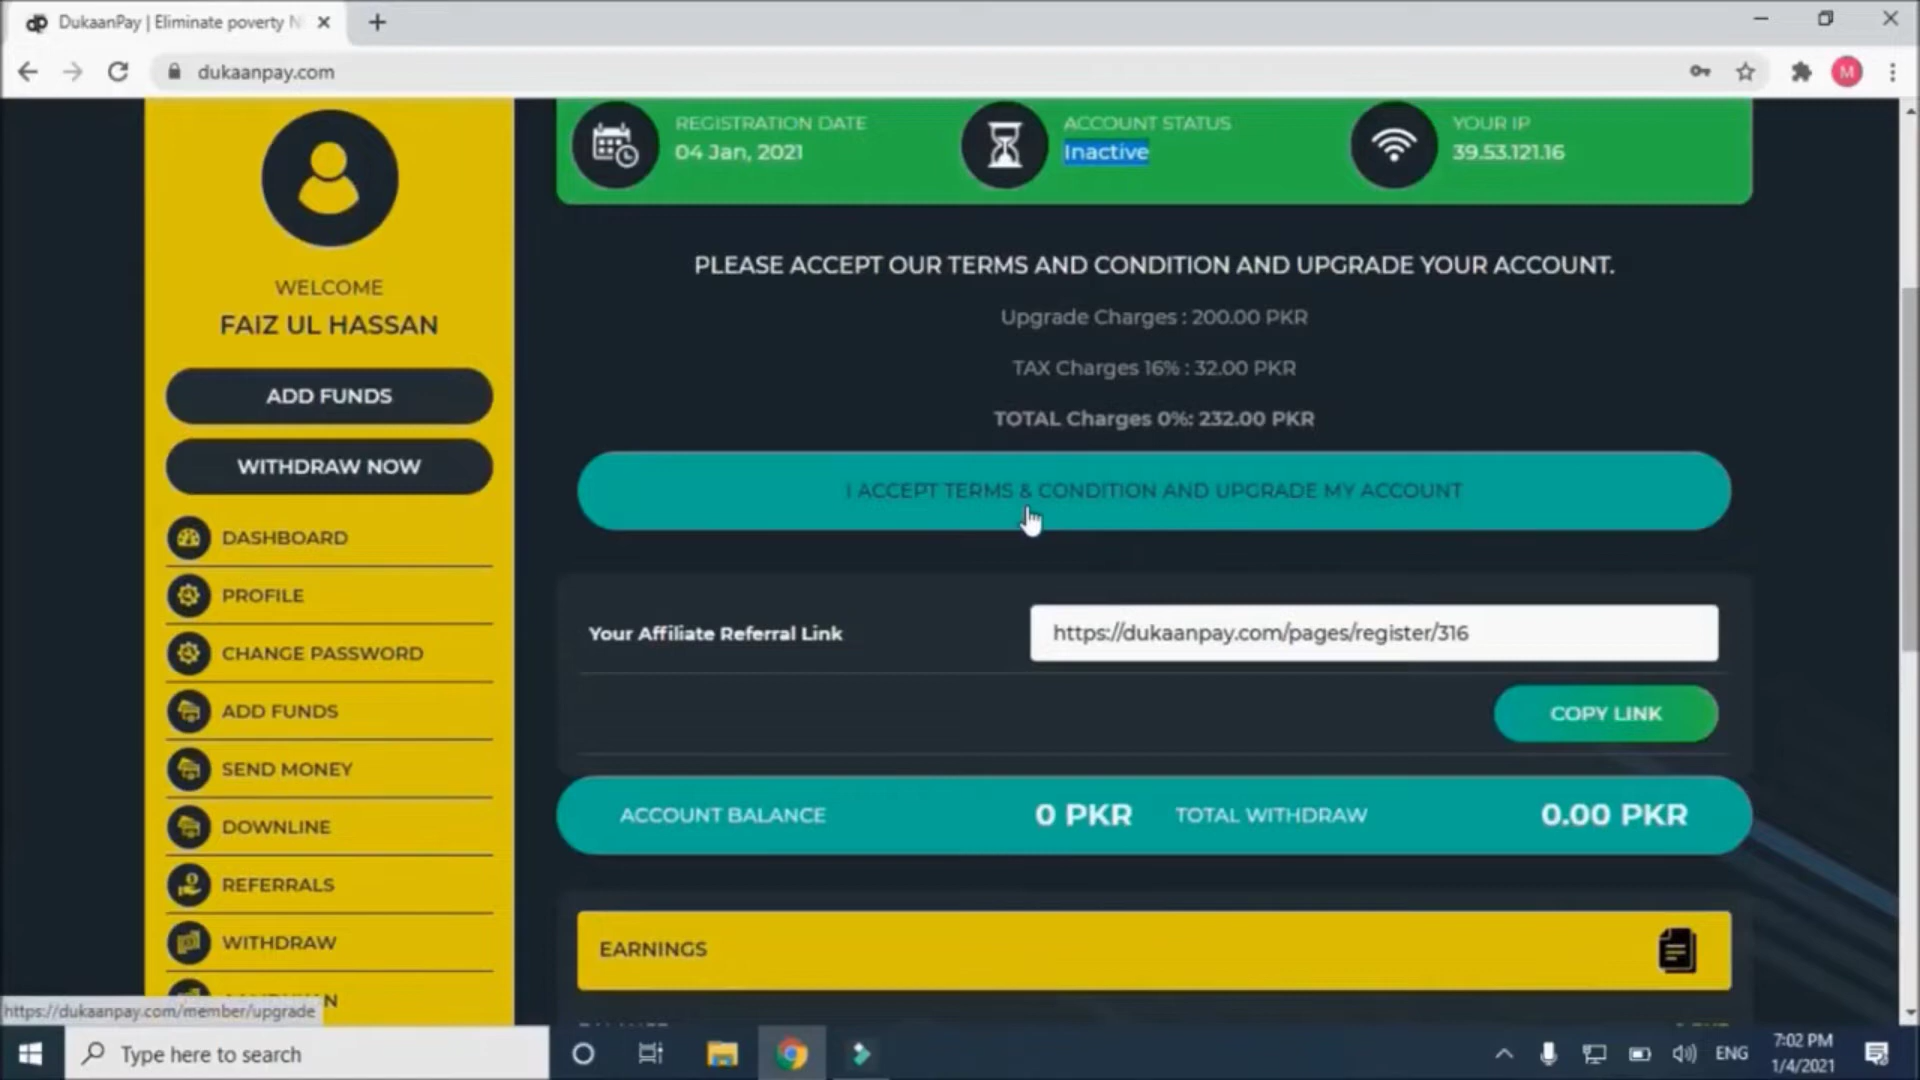 DukaanPay | Eliminate poverty N
dukaanpay.com
M
REGISTRATION DATE
04 Jan, 2021
ACCOUNT STATUS
Inactive
YOUR IP
39.53.121.16
WELCOME
FAIZ UL HASSAN
ADD FUNDS
WITHDRAW NOW
DASHBOARD
PROFILE
CHANGE PASSWORD
ADD FUNDS
SEND MONEY
DOWNLINE
REFERRALS
WITHDRAW
PLEASE ACCEPT OUR TERMS AND CONDITION AND UPGRADE YOUR ACCOUNT.
Upgrade Charges : 200.00 PKR
TAX Charges 16% : 32.00 PKR
TOTAL Charges 0%: 232.00 PKR
I ACCEPT TERMS & CONDITION AND UPGRADE MY ACCOUNT
Your Affiliate Referral Link
https://dukaanpay.com/pages/register/316
COPY LINK
ACCOUNT BALANCE 0 PKR TOTAL WITHDRAW 0.00 PKR
EARNINGS
https://dukaanpay.com/member/upgrade
Type here to search
ENG
7:02 PM
1/4/2021